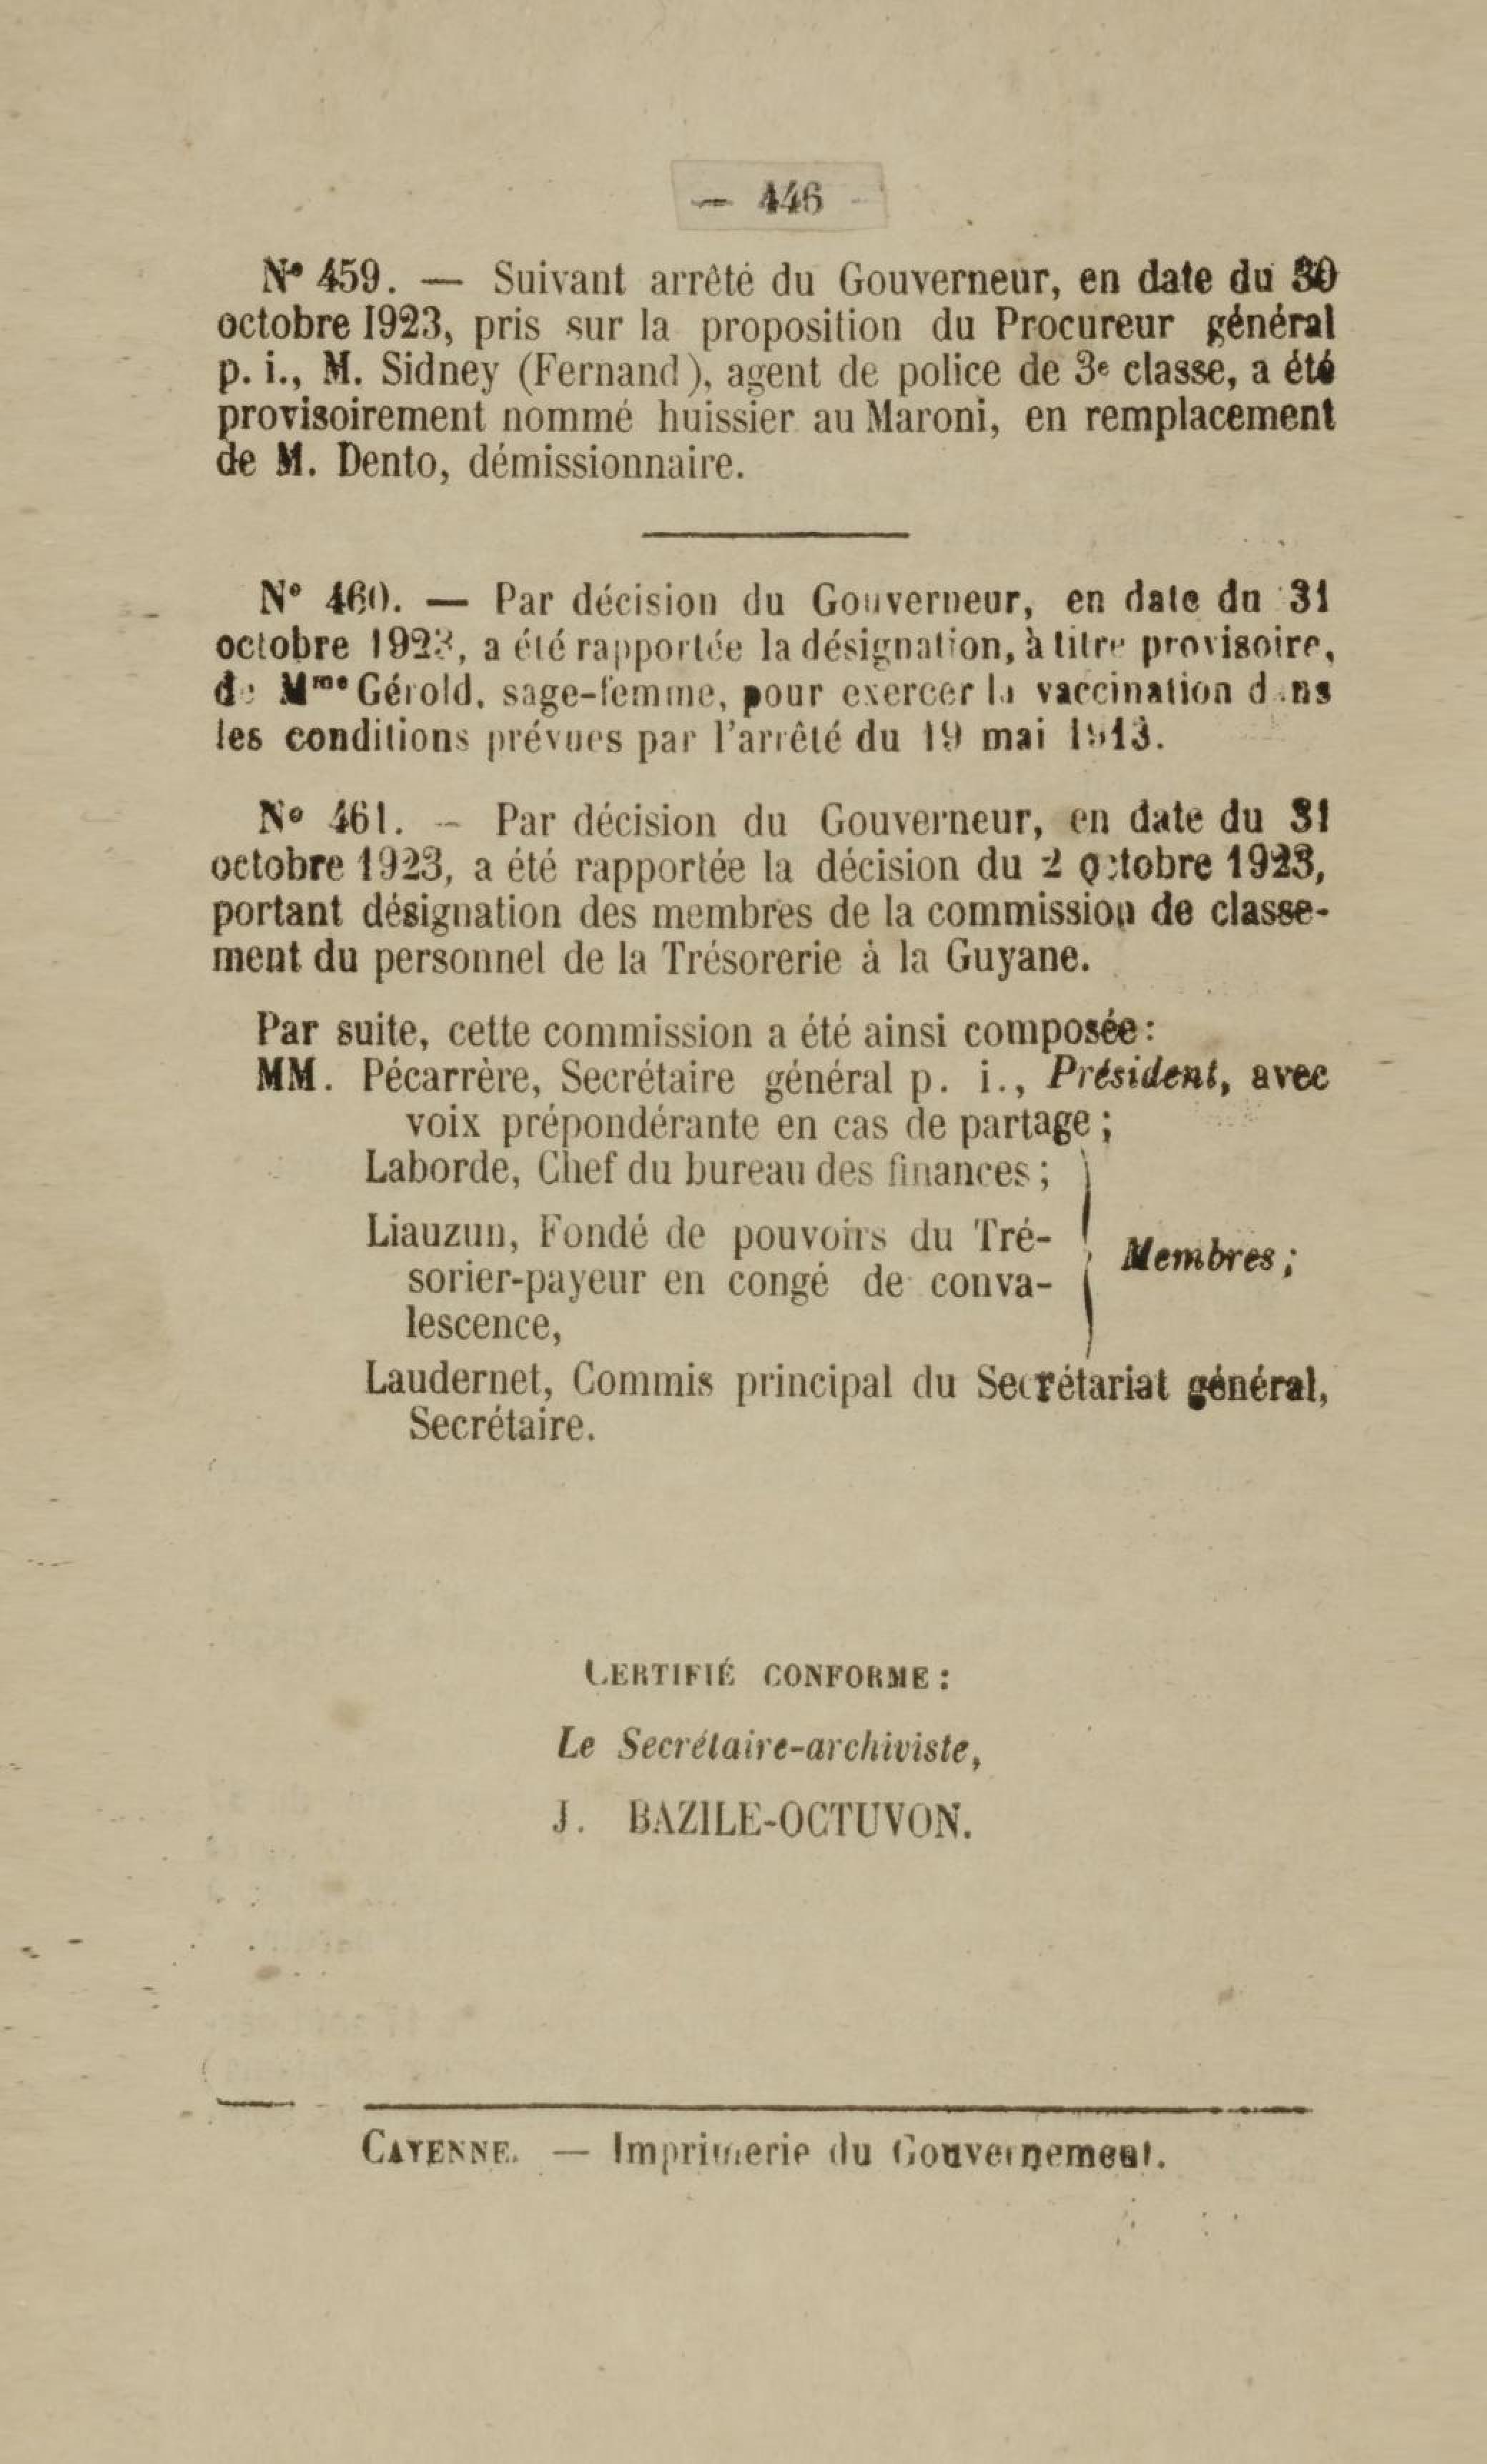 — 446
N° 459. — Suivant arrêté du Gouverneur, en date du 30
octobre 1923, pris sur la proposition du Procureur général
p. i., M. Sidney (Fernand), agent de police de 3e classe, a été
provisoirement nommé huissier au Maroni, en remplacement
de M. Dento, démissionnaire.
N° 460. — Par décision du Gouverneur, en date du 31
octobre 1923, a été rapportée la désignation, à titre provisoire,
de Mme Gérold, sage-femme, pour exercer la vaccination dans
les conditions prévues par l'arrêté du 19 mai 1913.
N° 461. — Par décision du Gouverneur, en date du 31
octobre 1923, a été rapportée la décision du 2 octobre 1923,
portant désignation des membres de la commission de classe-
ment du personnel de la Trésorerie à la Guyane.
Par suite, cette commission a été ainsi composée:
MM. Pécarrère, Secrétaire général p. i., Président, avec
voix prépondérante en cas de partage;
Laborde, Chef du bureau des finances;
Liauzun, Fondé de pouvoirs du Tré-
sorier-payeur en congé de conva-
lescence,
Membres;
Laudernet, Commis principal du Secrétariat général,
Secrétaire.
CERTIFIÉ CONFORME:
Le Secrétaire-archiviste,
J. BAZILE-OCTUVON.
CAYENNE. — Imprimerie du Gouvernement.